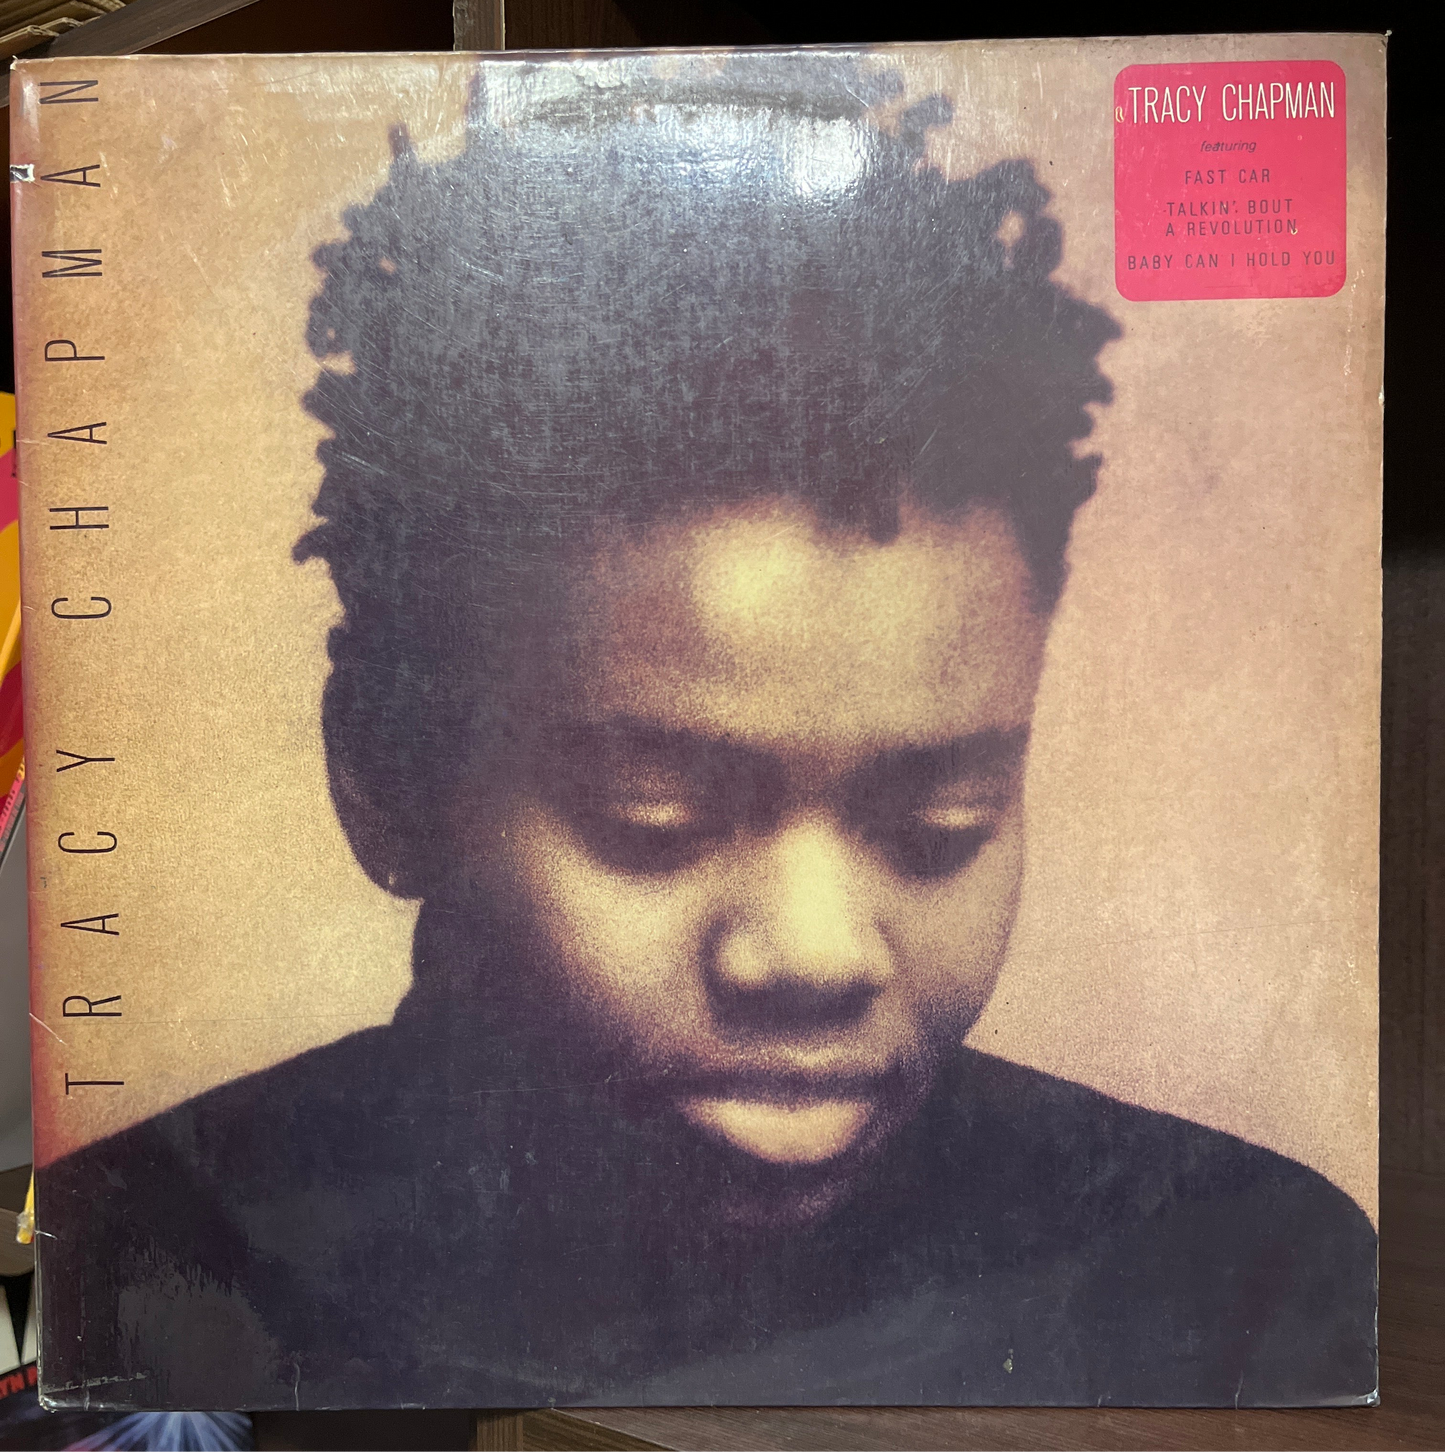 TRACY CHAPMAN
TRACY CHAPMAN
featuring
FAST CAR
TALKIN' BOUT
A REVOLUTION
BABY CAN I HOLD YOU